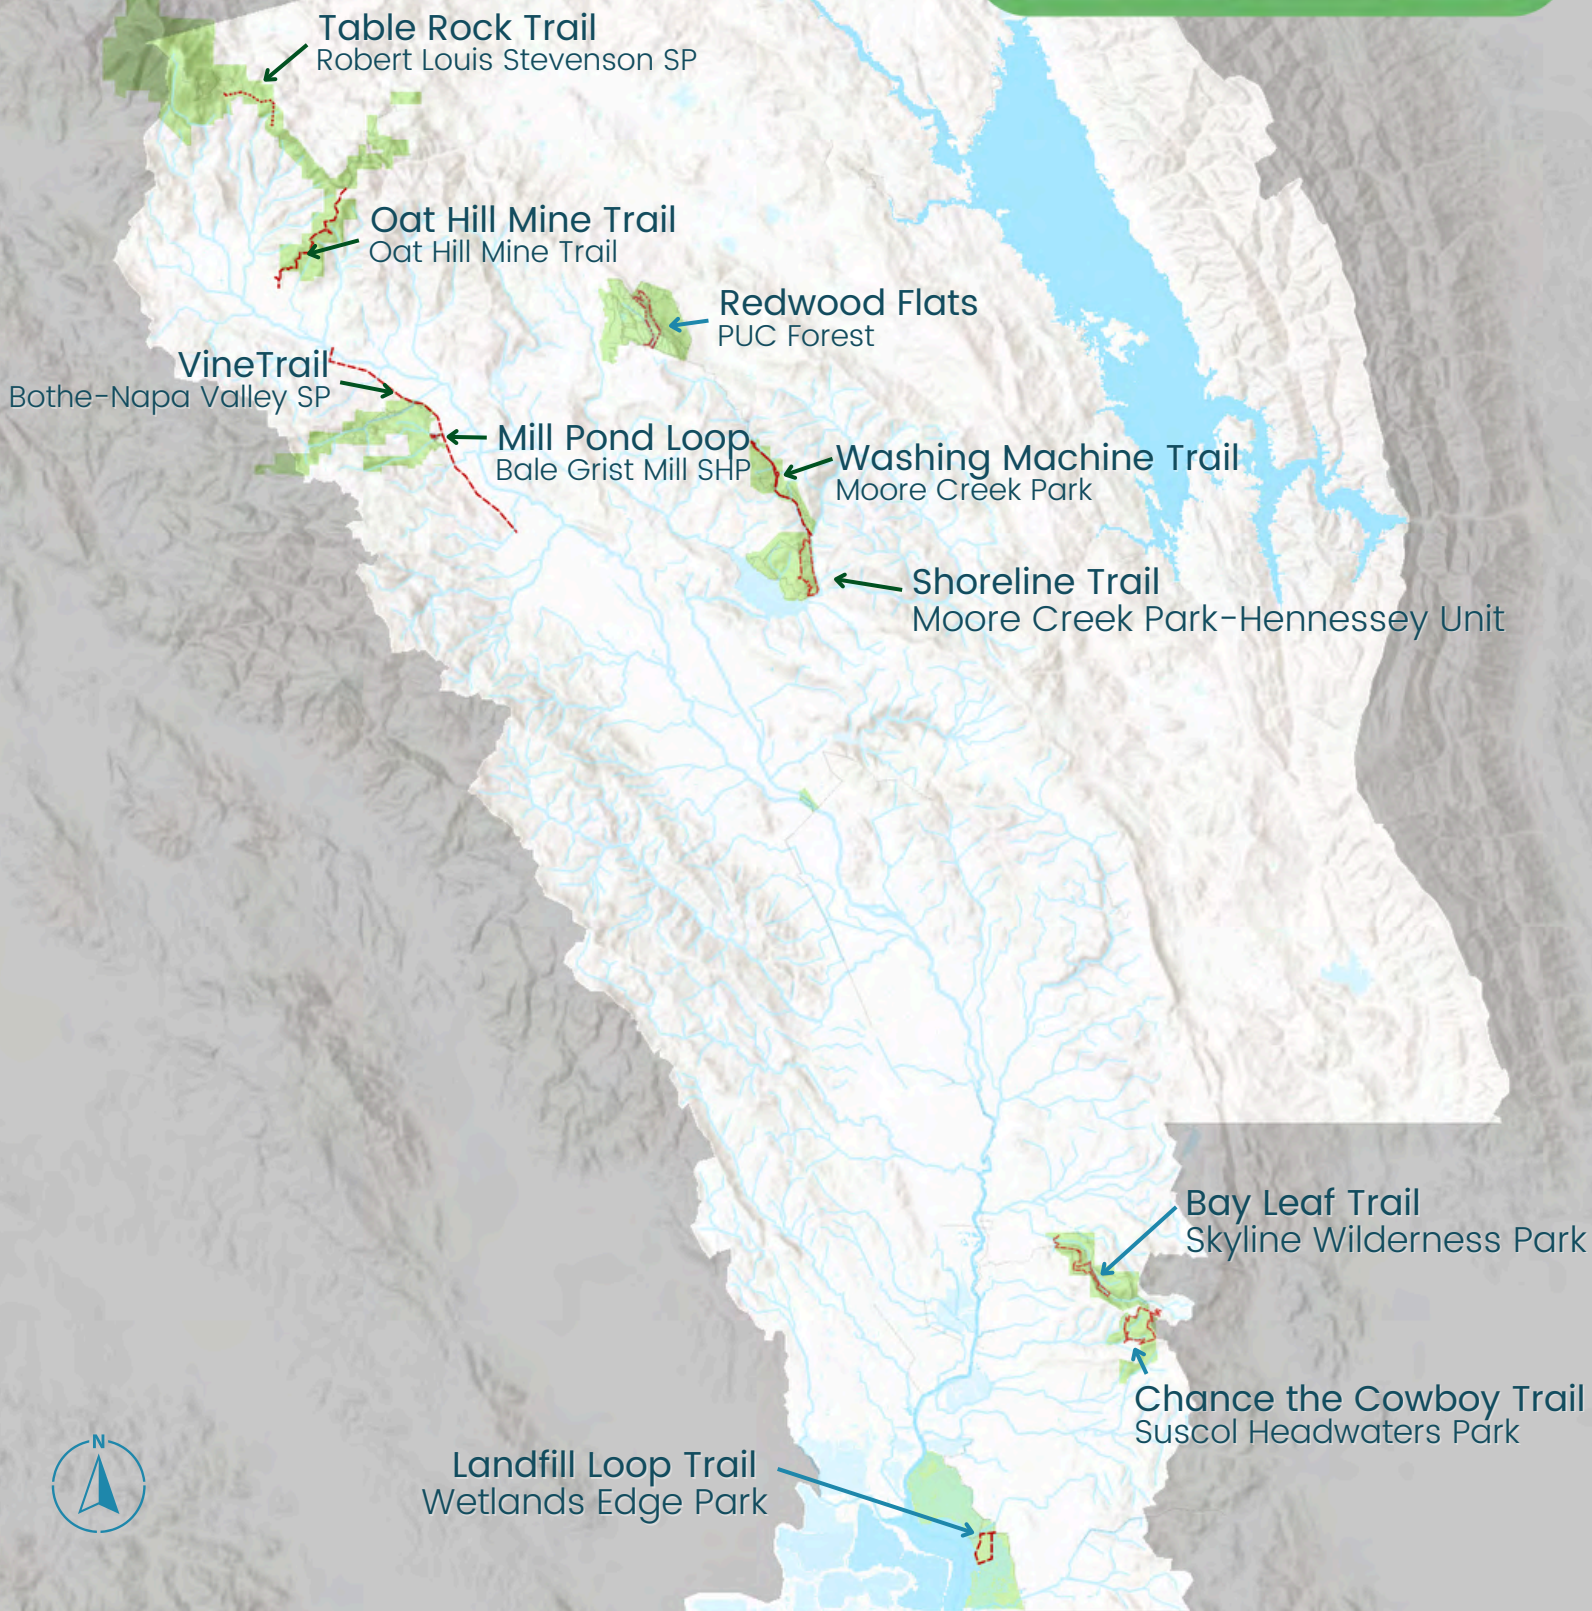 Table Rock Trail
Robert Louis Stevenson SP
Oat Hill Mine Trail
Oat Hill Mine Trail
Redwood Flats
PUC Forest
VineTrail
Bothe-Napa Valley SP
Mill Pond Loop
Bale Grist Mill SHP
Washing Machine Trail
Moore Creek Park
Shoreline Trail
Moore Creek Park-Hennessey Unit
Bay Leaf Trail
Skyline Wilderness Park
Chance the Cowboy Trail
Suscol Headwaters Park
Landfill Loop Trail
Wetlands Edge Park
N